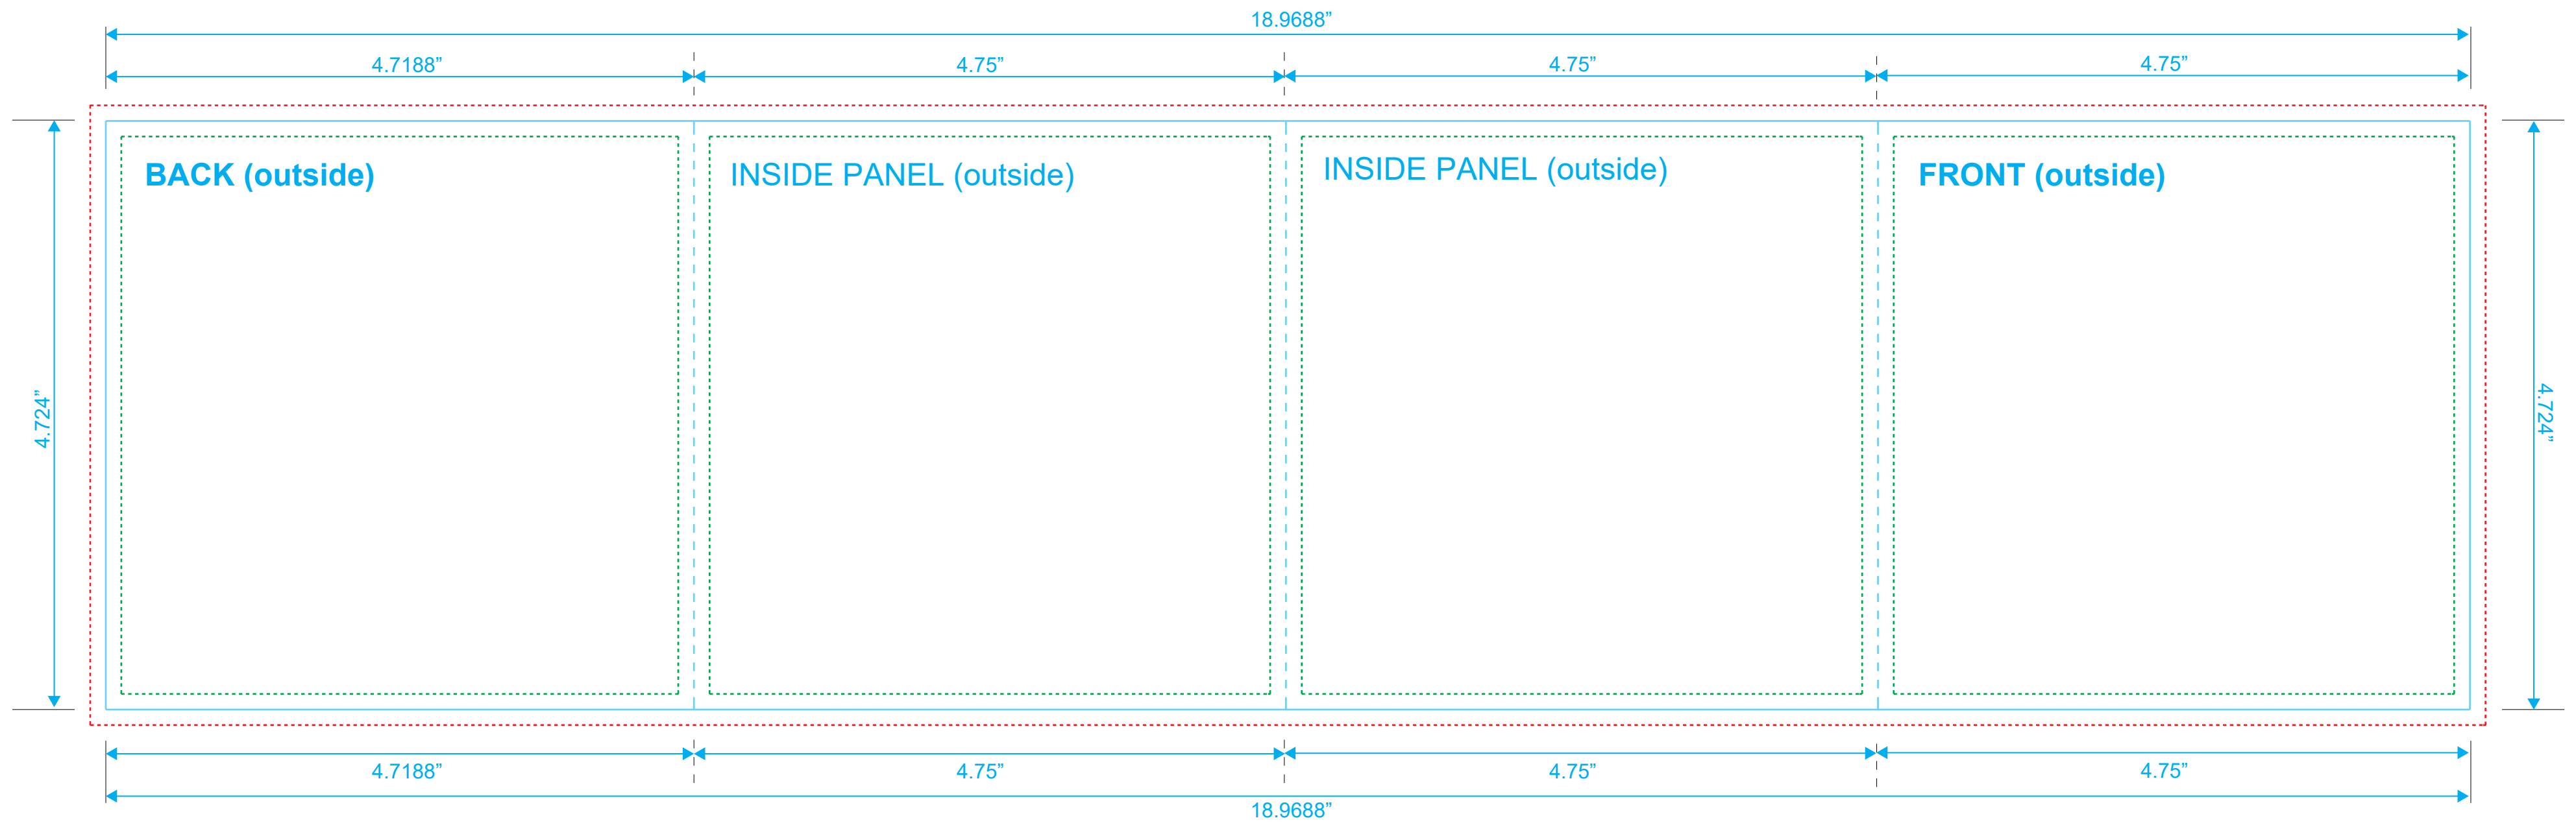 18.9688”
4.7188” 4.75” 4.75” 4.75”
BACK (outside) INSIDE PANEL (outside) INSIDE PANEL (outside) FRONT (outside)
4.724” 4.724”
4.7188” 4.75” 4.75” 4.75”
18.9688”